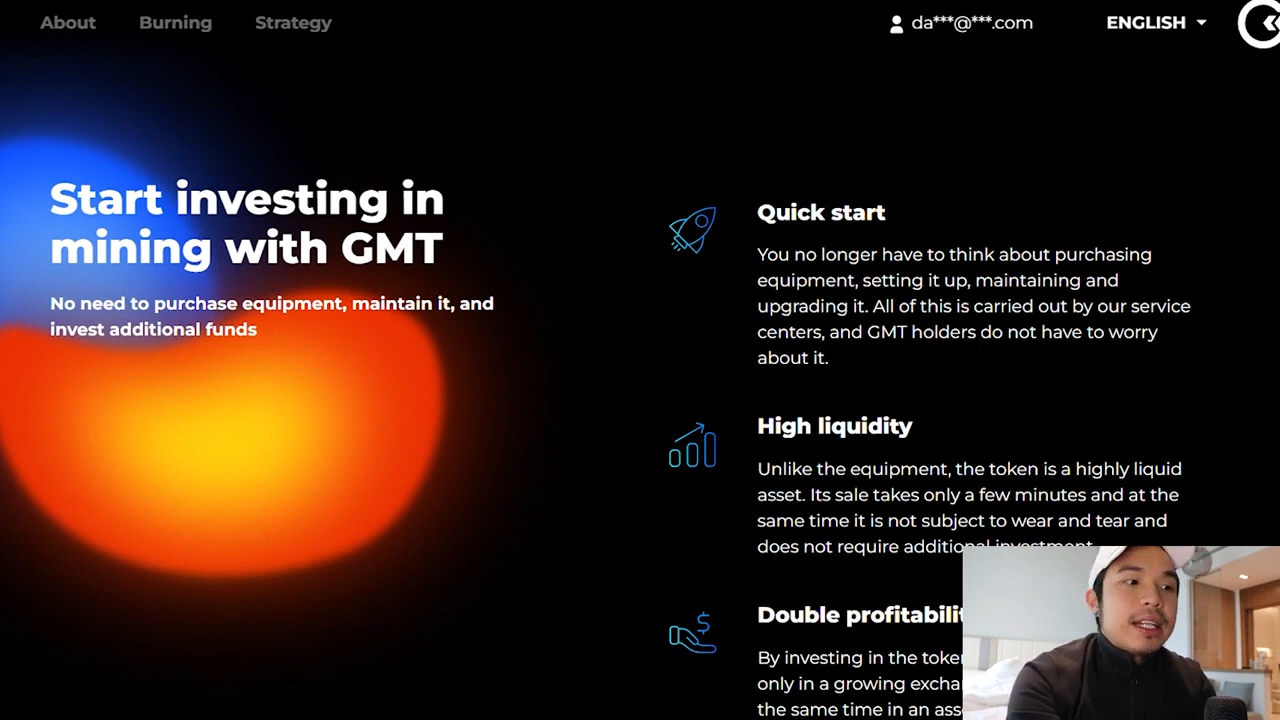 About Burning Strategy da***@***.com ENGLISH
Start investing in
mining with GMT
No need to purchase equipment, maintain it, and
invest additional funds
Quick start
You no longer have to think about purchasing
equipment, setting it up, maintaining and
upgrading it. All of this is carried out by our service
centers, and GMT holders do not have to worry
about it.
High liquidity
Unlike the equipment, the token is a highly liquid
asset. Its sale takes only a few minutes and at the
same time it is not subject to wear and tear and
does not require additional investment.
Double
By investing in the
only in a growing
the same time in an